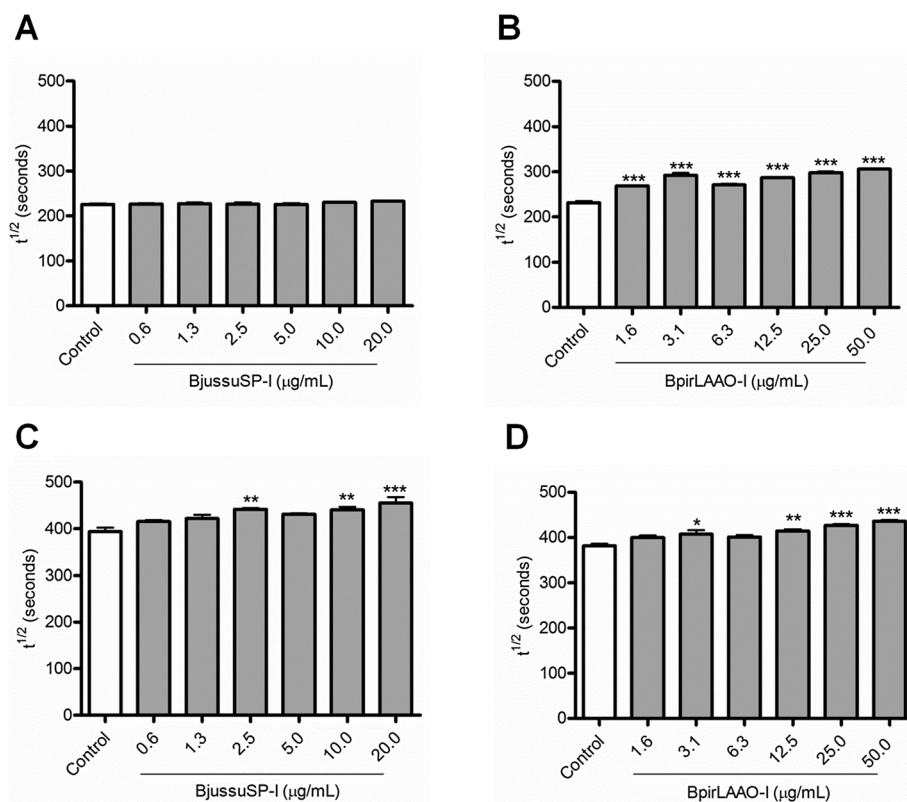 A
t1/2 (seconds)
500
400
300
200
100
0
Control
0.6
1.3
2.5
5.0
10.0
20.0
BjussuSP-I (μg/mL)
B
t1/2 (seconds)
500
400
300
200
100
0
*** *** *** *** *** ***
Control
1.6
3.1
6.3
12.5
25.0
50.0
BpirLAAO-I (μg/mL)
C
t1/2 (seconds)
500
400
300
200
100
0
** ** ***
Control
0.6
1.3
2.5
5.0
10.0
20.0
BjussuSP-I (μg/mL)
D
t1/2 (seconds)
500
400
300
200
100
0
* ** *** ***
Control
1.6
3.1
6.3
12.5
25.0
50.0
BpirLAAO-I (μg/mL)